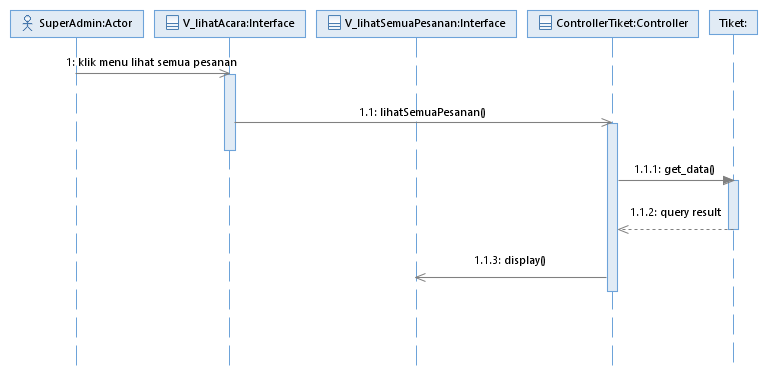 SuperAdmin:Actor
V_lihatAcara:Interface
V_lihatSemuaPesanan:Interface
ControllerTiket:Controller
Tiket:
1: klik menu lihat semua pesanan
1.1: lihatSemuaPesanan()
1.1.1: get_data()
1.1.2: query result
1.1.3: display()